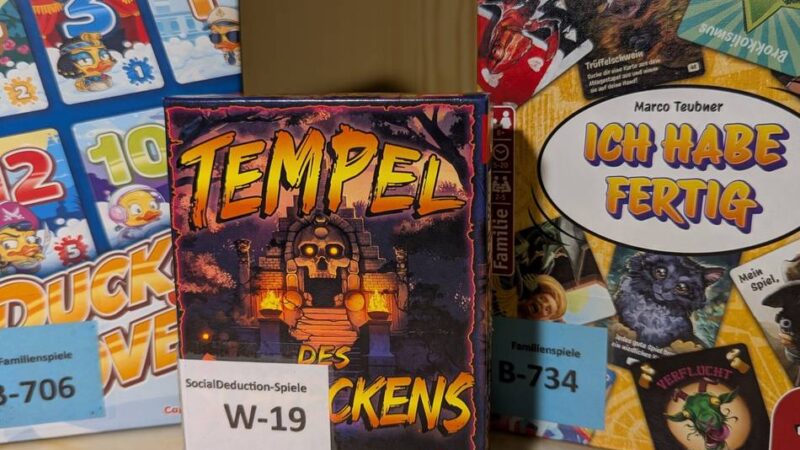 3
1
2
12
10
5
DUCK
OVE
Familienspiele
B-706
TEMPEL
DES
CKENS
SocialDeduction-Spiele
W-19
Familie
Trüffelschwein
Brokkolismus
Marco Teubner
ICH HABE
FERTIG
Mein
Spiel,
Familienspiele
B-734
VERFLUCHT